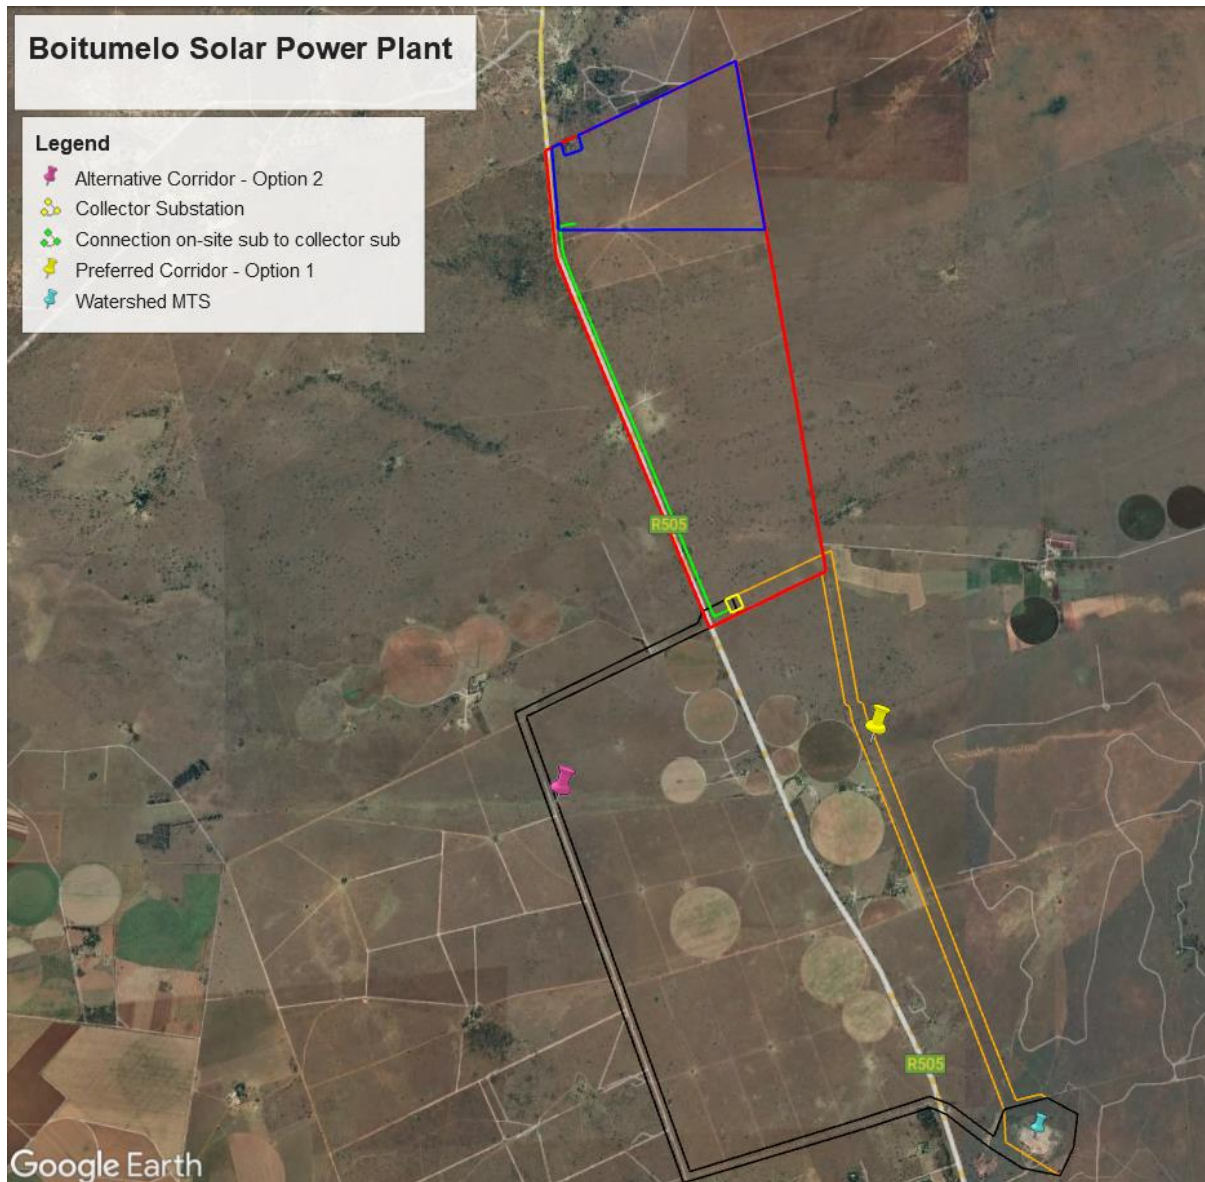 Boitumelo Solar Power Plant
Legend
Alternative Corridor - Option 2
Collector Substation
Connection on-site sub to collector sub
Preferred Corridor - Option 1
Watershed MTS
R505
R505
Google Earth